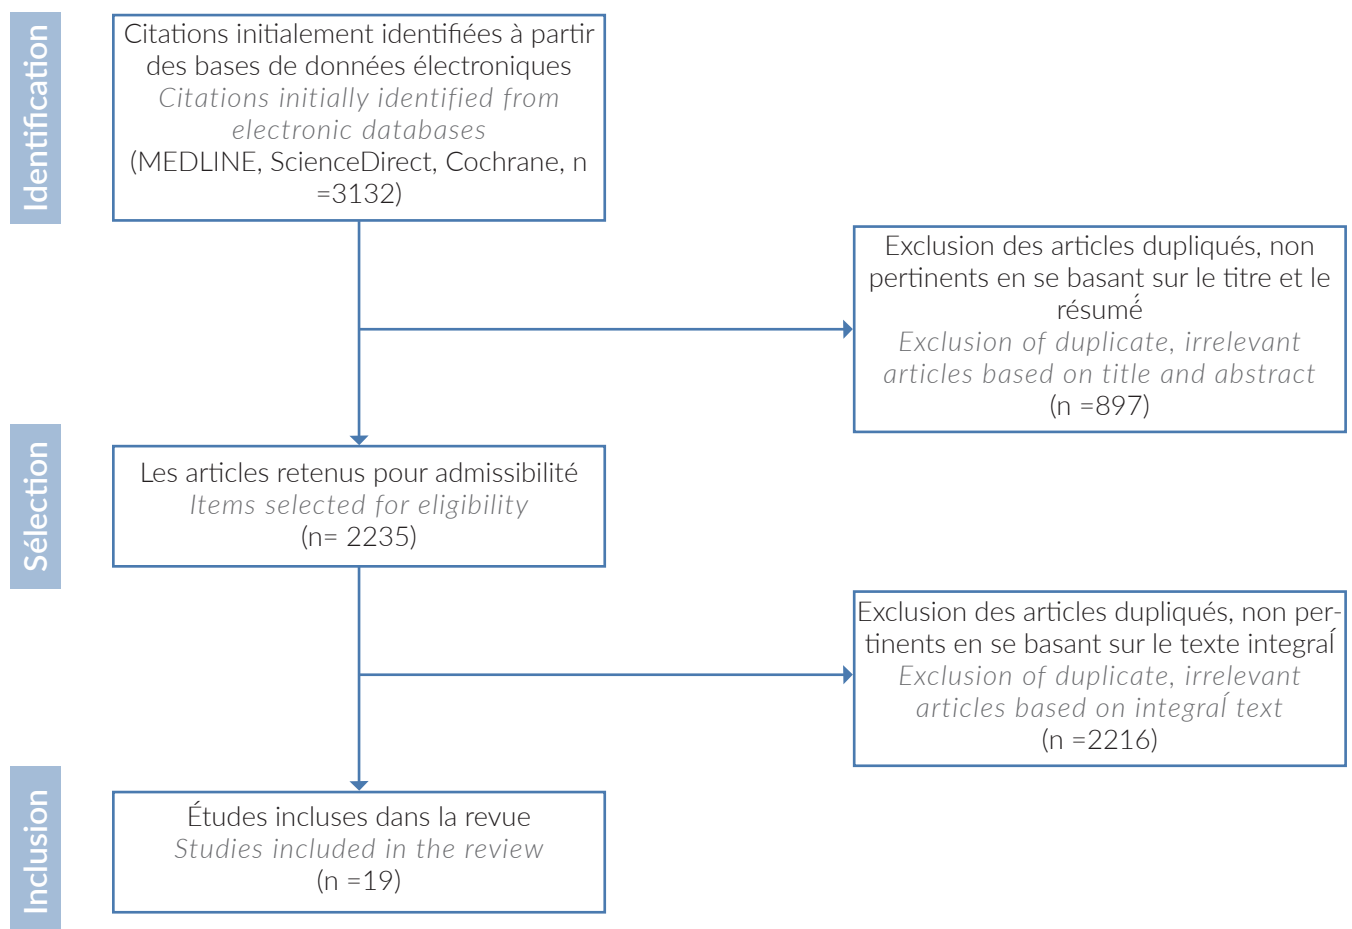 Identification
Citations initialement identifiées à partir
des bases de données électroniques
Citations initially identified from
electronic databases
(MEDLINE, ScienceDirect, Cochrane, n
=3132)
Exclusion des articles dupliqués, non
pertinents en se basant sur le titre et le
résumé́
Exclusion of duplicate, irrelevant
articles based on title and abstract
(n =897)
Sélection
Les articles retenus pour admissibilité
Items selected for eligibility
(n= 2235)
Exclusion des articles dupliqués, non per-
tinents en se basant sur le texte integraĺ
Exclusion of duplicate, irrelevant
articles based on integraĺ text
(n =2216)
Inclusion
Études incluses dans la revue
Studies included in the review
(n =19)